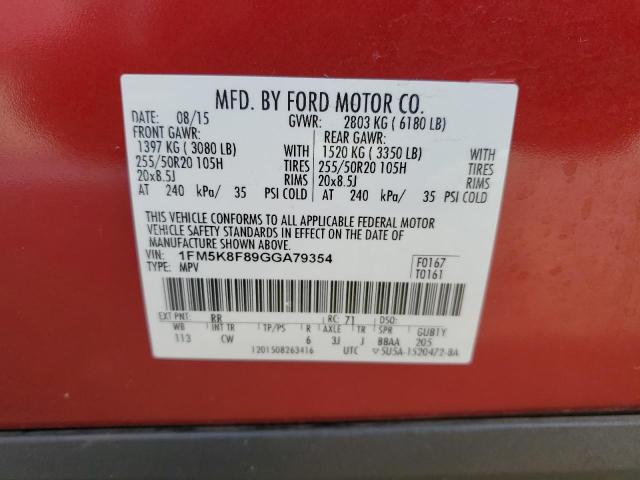 MFD. BY FORD MOTOR CO.
DATE: 08/15 GVWR: 2803 KG ( 6180 LB)
FRONT GAWR: REAR GAWR:
1397 KG ( 3080 LB) WITH 1520 KG ( 3350 LB) WITH
255/50R20 105H TIRES 255/50R20 105H TIRES
20x8.5J RIMS 20x8.5J RIMS
AT 240 kPa/ 35 PSI COLD AT 240 kPa/ 35 PSI COLD
THIS VEHICLE CONFORMS TO ALL APPLICABLE FEDERAL MOTOR
VEHICLE SAFETY STANDARDS IN EFFECT ON THE DATE OF
MANUFACTURE SHOWN ABOVE.
VIN: 1FM5K8F89GGA79354 F0167
TYPE: MPV T0161
EXT PNT: RR RC: 71 DSO:
WB INT TR TP/PS R AXLE TR SPR GUBTY
113 CW 6 3J J BBAA 205
1201508263416 UTC 5U5A-1520472-BA